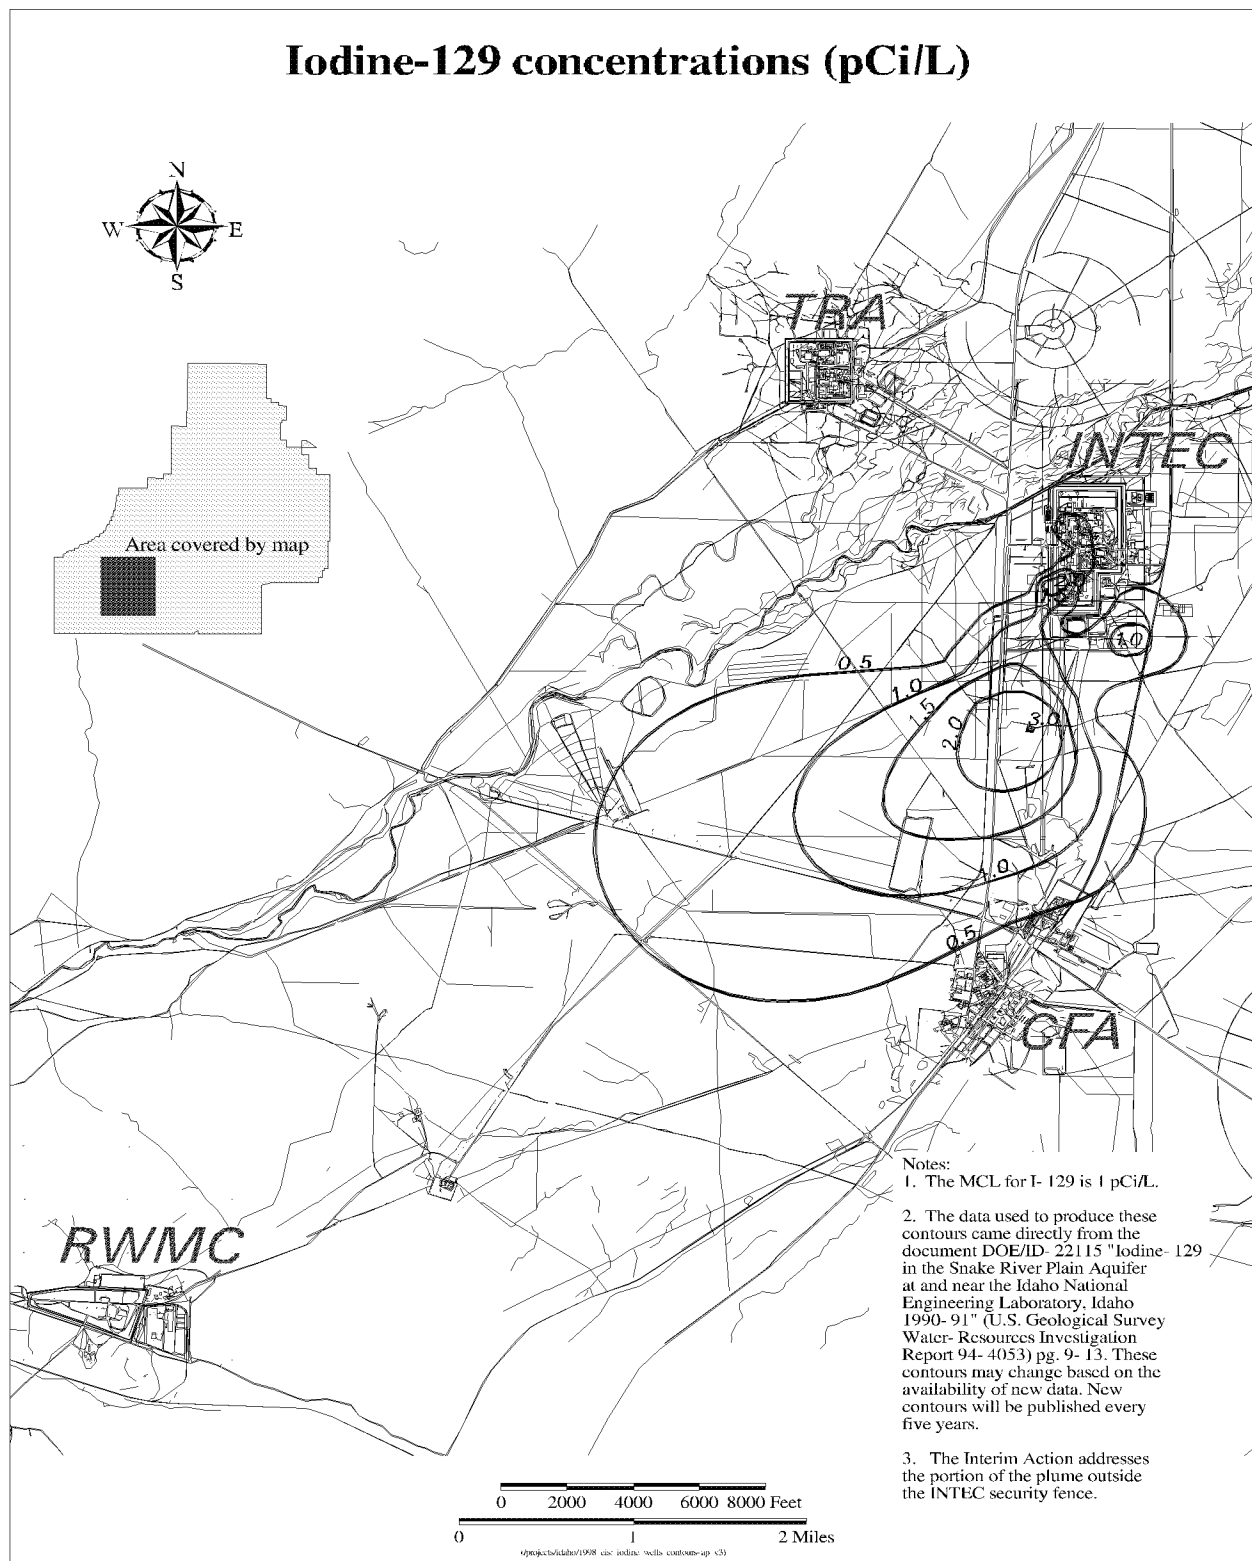 Iodine-129 concentrations (pCi/L)
N
W E
S
TRA
INTEC
Area covered by map
1.0
0.5
1.0
1.5
2.0
3.0
1.0
0.5
CFA
RWMC
Notes:
1. The MCL for I- 129 is 1 pCi/L.
2. The data used to produce these
contours came directly from the
document DOE/ID- 22115 "Iodine- 129
in the Snake River Plain Aquifer
at and near the Idaho National
Engineering Laboratory, Idaho
1990- 91" (U.S. Geological Survey
Water- Resources Investigation
Report 94- 4053) pg. 9- 13. These
contours may change based on the
availability of new data. New
contours will be published every
five years.
3. The Interim Action addresses
the portion of the plume outside
the INTEC security fence.
0 2000 4000 6000 8000 Feet
0 1 2 Miles